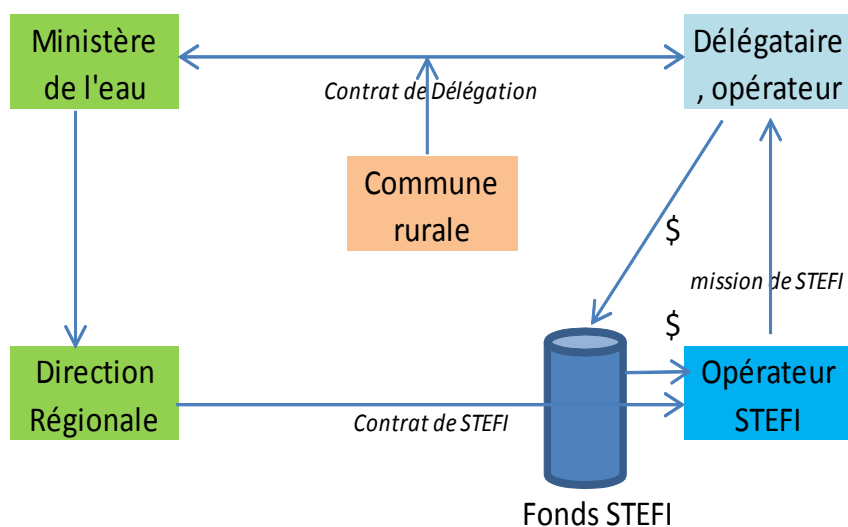 Ministère
de l'eau
Délégataire
, opérateur
Contrat de Délégation
Commune
rurale
$
mission de STEFI
$
Direction
Régionale
Opérateur
STEFI
Contrat de STEFI
Fonds STEFI